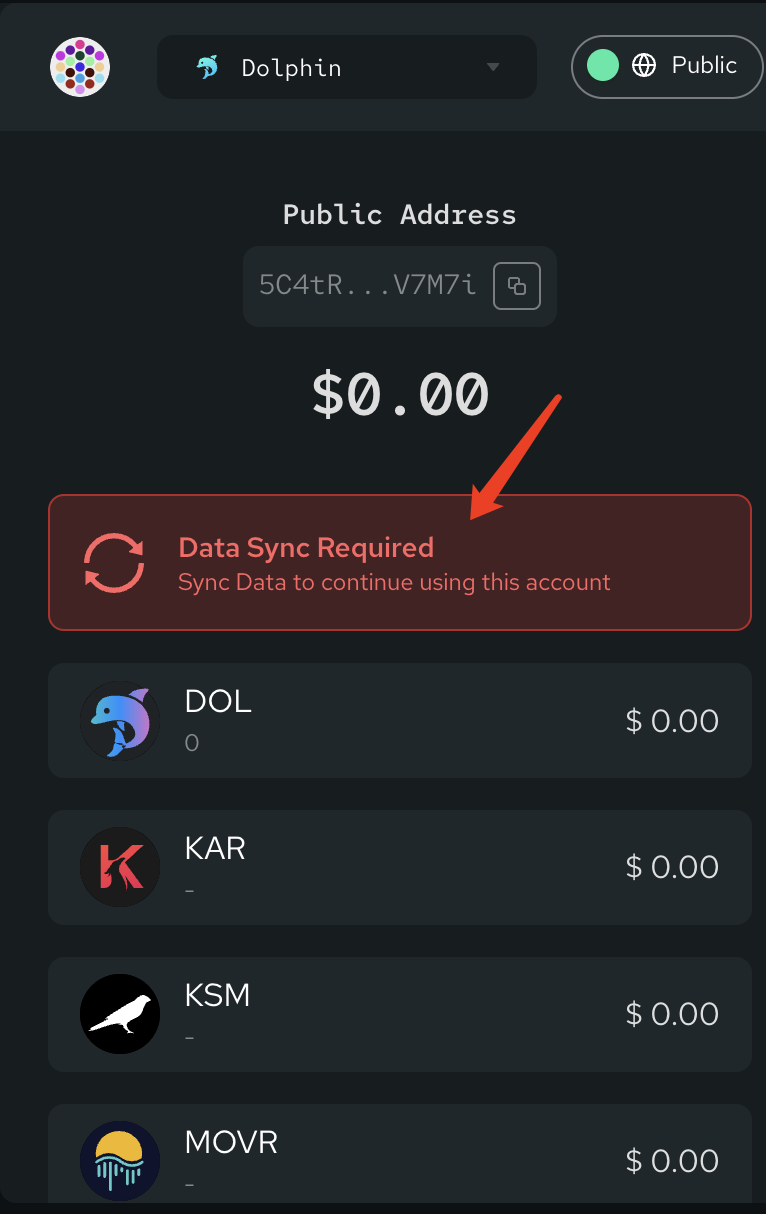 Dolphin
Public
Public Address
5C4tR...V7M7i
$0.00
Data Sync Required
Sync Data to continue using this account
DOL
$ 0.00
0
KAR
$ 0.00
-
KSM
$ 0.00
-
MOVR
$ 0.00
-